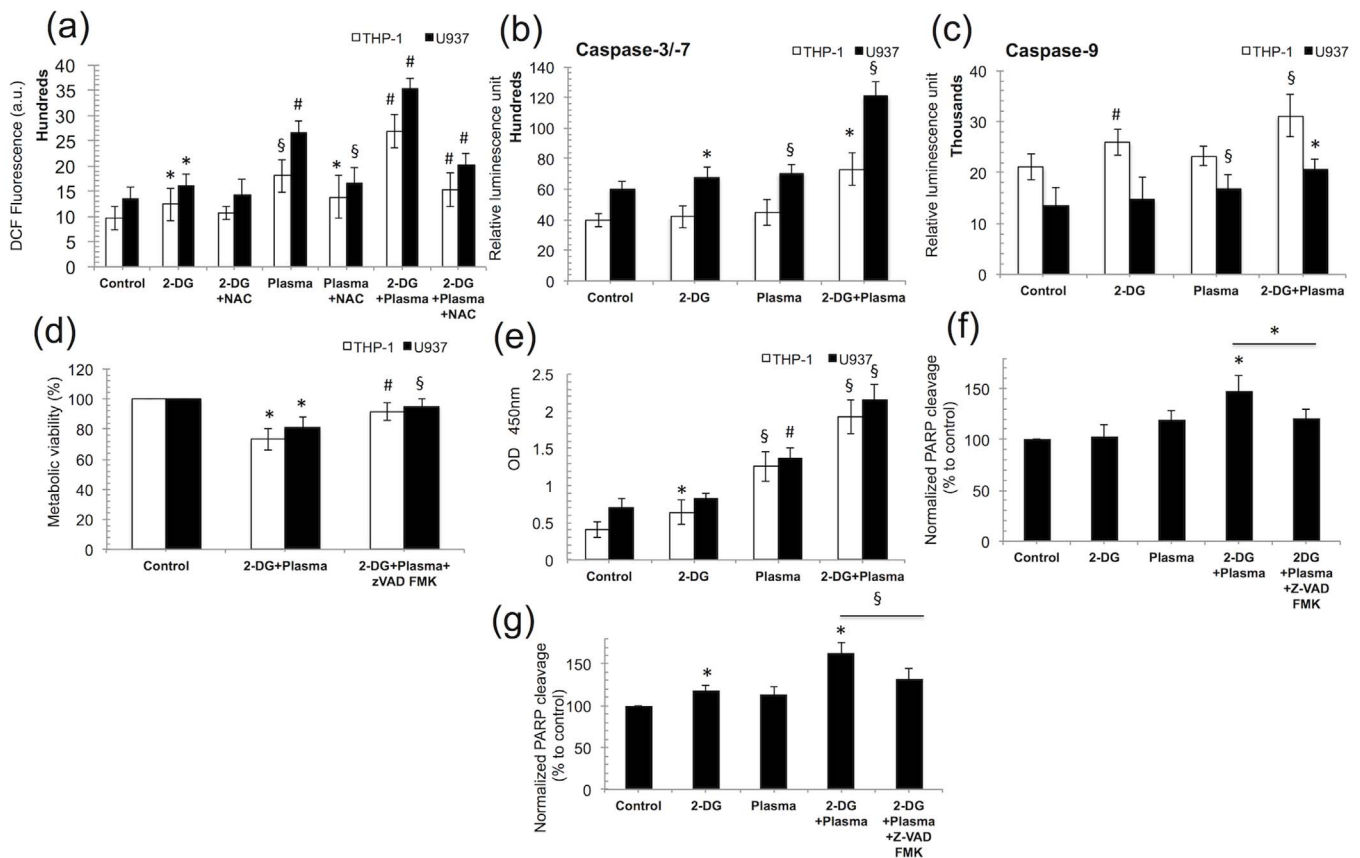 (a)
THP-1 U937
DCF Fluorescence (a.u.)
Hundreds
40
35
30
25
20
15
10
5
0
* * § # * § # # # #
Control 2-DG 2-DG Plasma Plasma 2-DG 2-DG
+NAC +NAC +Plasma +Plasma
+NAC
(b)
Caspase-3/-7
THP-1 U937
Relative luminescence unit
Hundreds
140
120
100
80
60
40
20
0
* § * §
Control 2-DG Plasma 2-DG+Plasma
(c)
Caspase-9
THP-1 U937
Relative luminescence unit
Thousands
40
30
20
10
0
# § § *
Control 2-DG Plasma 2-DG+Plasma
(d)
THP-1 U937
Metabolic viability (%)
120
100
80
60
40
20
0
* * # §
Control 2-DG+Plasma 2-DG+Plasma+
zVAD FMK
(e)
THP-1 U937
OD 450nm
2.5
2
1.5
1
0.5
0
* § # § §
Control 2-DG Plasma 2-DG+Plasma
(f)
Normalized PARP cleavage
(% to control)
150
100
50
0
*
*
Control 2-DG Plasma 2-DG 2DG
+Plasma +Plasma
+Z-VAD
FMK
(g)
Normalized PARP cleavage
(% to control)
150
100
50
0
§
* *
Control 2-DG Plasma 2-DG 2-DG
+Plasma +Plasma
+Z-VAD
FMK